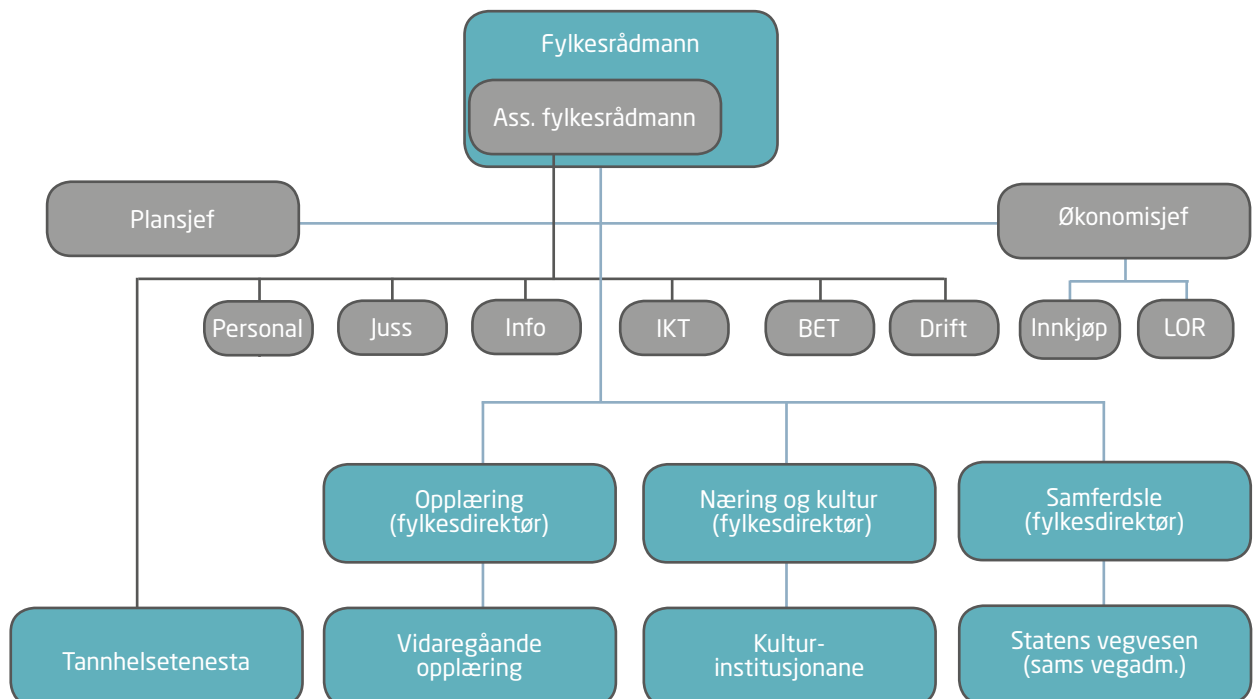 Fylkesrådmann
Ass. fylkesrådmann
Plansjef
Økonomisjef
Personal
Juss
Info
IKT
BET
Drift
Innkjøp
LOR
Opplæring
(fylkesdirektør)
Næring og kultur
(fylkesdirektør)
Samferdsle
(fylkesdirektør)
Tannhelsetenesta
Vidaregåande
opplæring
Kultur-
institusjonane
Statens vegvesen
(sams vegadm.)